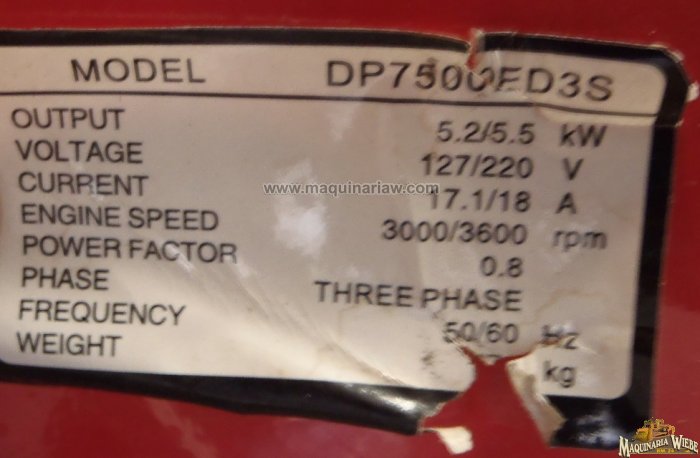 MODEL DP7500ED3S
OUTPUT 5.2/5.5 kW
VOLTAGE 127/220 V
www.maquinariaw.com
CURRENT 17.1/18 A
ENGINE SPEED 3000/3600 rpm
POWER FACTOR 0.8
PHASE THREE PHASE
FREQUENCY 50/60 Hz
WEIGHT kg
MAQUINARIA WIEBE